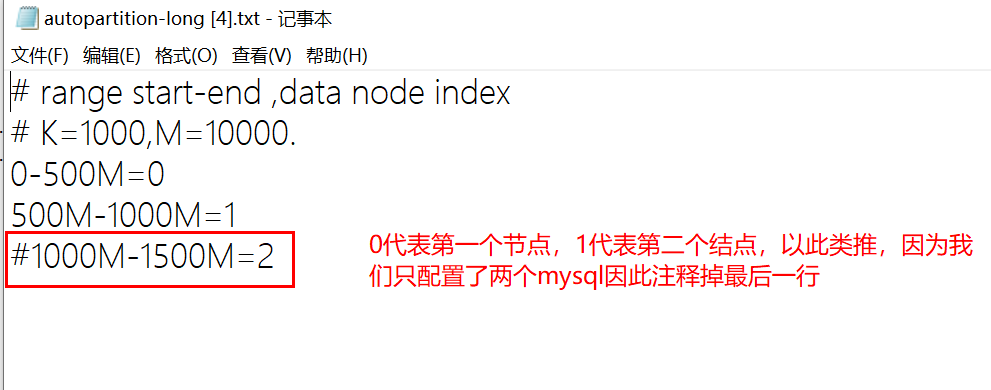 autopartition-long [4].txt - 记事本
文件(F) 编辑(E) 格式(O) 查看(V) 帮助(H)
# range start-end ,data node index
# K=1000,M=10000.
0-500M=0
500M-1000M=1
#1000M-1500M=2
0代表第一个节点，1代表第二个结点，以此类推，因为我
们只配置了两个mysql因此注释掉最后一行